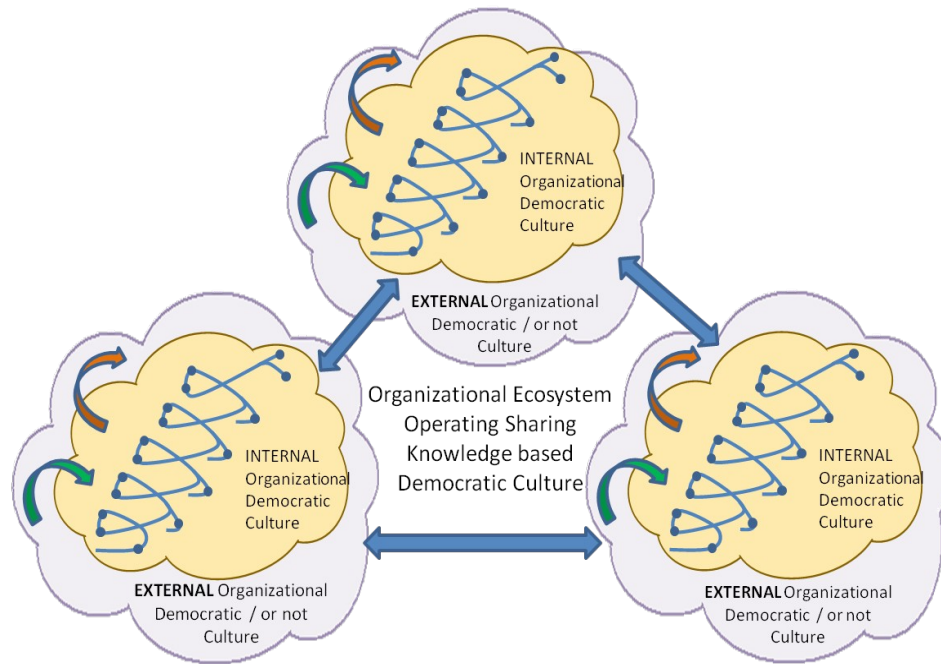 INTERNAL
Organizational
Democratic
Culture
EXTERNAL Organizational
Democratic / or not
Culture
Organizational Ecosystem
Operating Sharing
Knowledge based
Democratic Culture
INTERNAL
Organizational
Democratic
Culture
EXTERNAL Organizational
Democratic / or not
Culture
INTERNAL
Organizational
Democratic
Culture
EXTERNAL Organizational
Democratic / or not
Culture